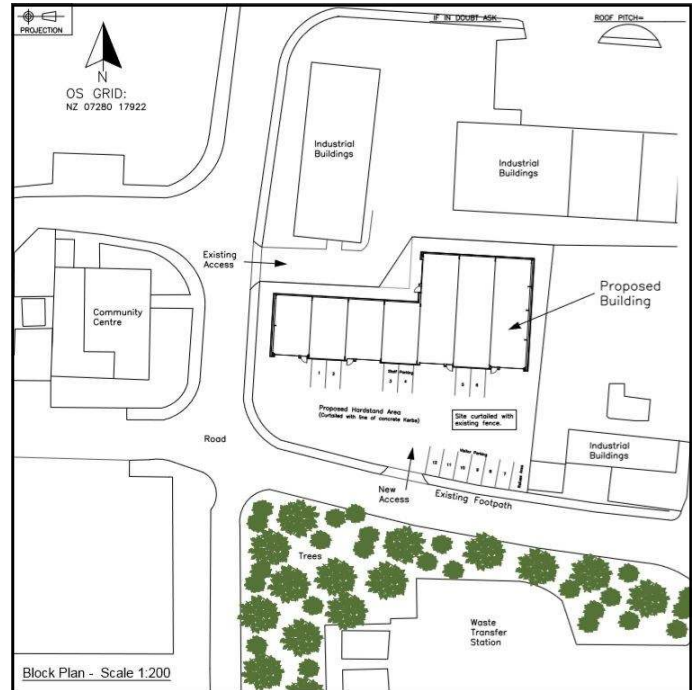 PROJECTION
IF IN DOUBT ASK
ROOF PITCH=
N
OS GRID:
NZ 07280 17922
Industrial
Buildings
Industrial
Buildings
Existing
Access
Proposed
Building
Community
Centre
1 2
Staff Parking
3 4
5 6
Proposed Hardstand Area
(Curtailed with line of concrete Kerbs)
Site curtailed with
existing fence.
Road
Industrial
Buildings
Visitor Parking
12 11 10 9 8 7
New
Access
Existing Footpath
Trees
Waste
Transfer
Station
Block Plan - Scale 1:200